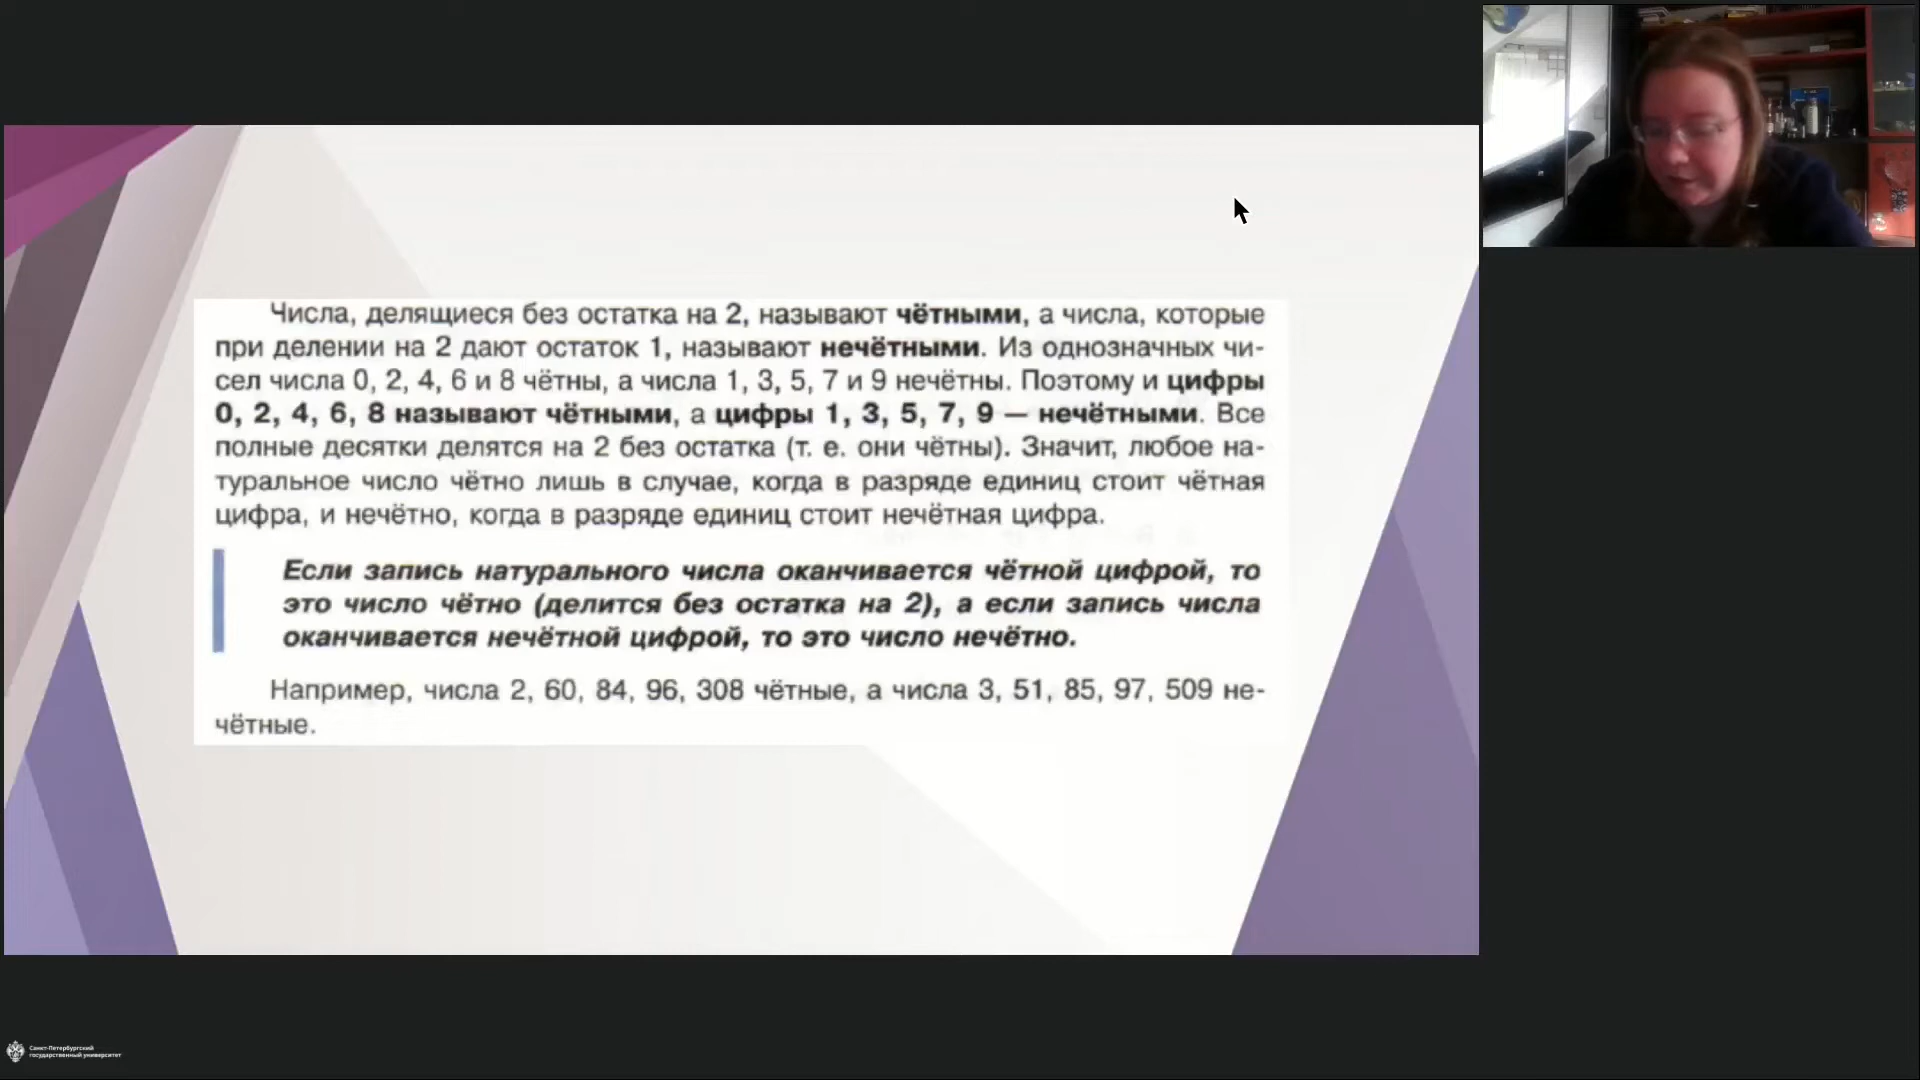 Числа, делящиеся без остатка на 2, называют чётными, а числа, которые
при делении на 2 дают остаток 1, называют нечётными. Из однозначных чи-
сел числа 0, 2, 4, 6 и 8 чётны, а числа 1, 3, 5, 7 и 9 нечётны. Поэтому и цифры
0, 2, 4, 6, 8 называют чётными, а цифры 1, 3, 5, 7, 9 — нечётными. Все
полные десятки делятся на 2 без остатка (т. е. они чётны). Значит, любое на-
туральное число чётно лишь в случае, когда в разряде единиц стоит чётная
цифра, и нечётно, когда в разряде единиц стоит нечётная цифра.
Если запись натурального числа оканчивается чётной цифрой, то
это число чётно (делится без остатка на 2), а если запись числа
оканчивается нечётной цифрой, то это число нечётно.
Например, числа 2, 60, 84, 96, 308 чётные, а числа 3, 51, 85, 97, 509 не-
чётные.
Санкт-Петербургский
государственный университет